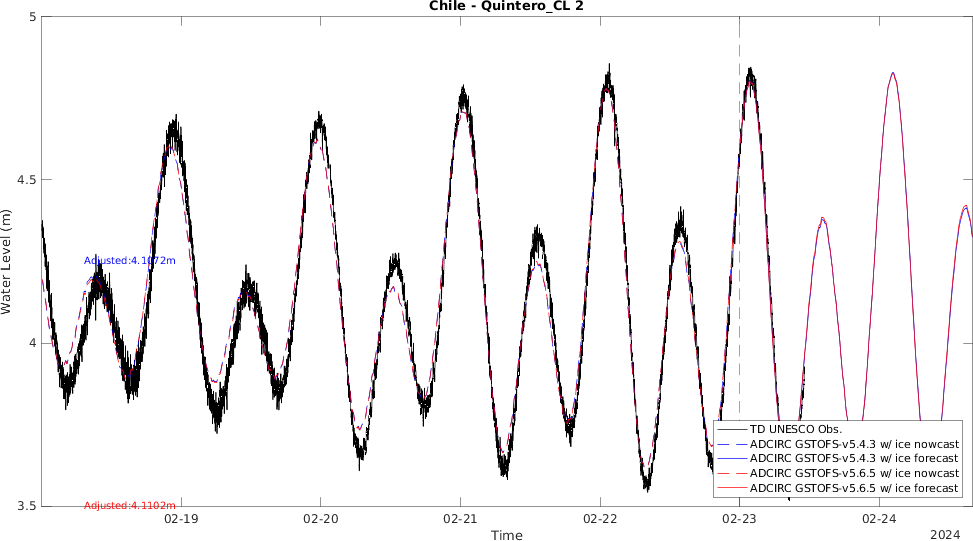 Chile - Quintero_CL 2
5
4.5
4
3.5
Water Level (m)
Adjusted:4.1072m
Adjusted:4.1102m
TD UNESCO Obs.
ADCIRC GSTOFS-v5.4.3 w/ ice nowcast
ADCIRC GSTOFS-v5.4.3 w/ ice forecast
ADCIRC GSTOFS-v5.6.5 w/ ice nowcast
ADCIRC GSTOFS-v5.6.5 w/ ice forecast
02-19 02-20 02-21 02-22 02-23 02-24
Time
2024